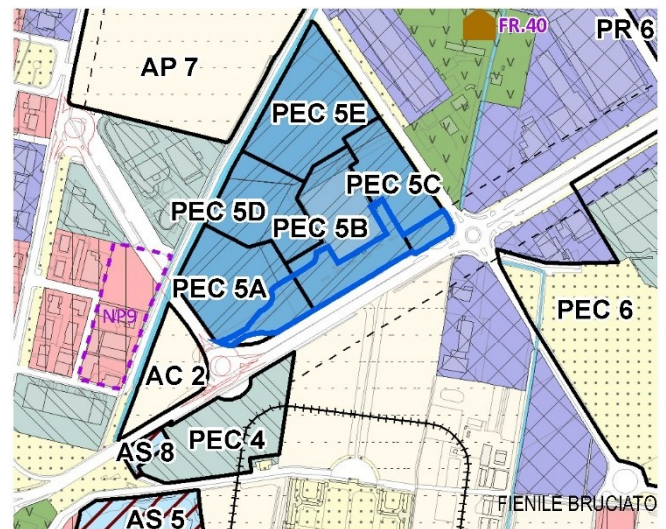 FR.40
PR 6
AP 7
PEC 5E
PEC 5C
PEC 5D
PEC 5B
PEC 5A
PEC 6
NP9
AC 2
PEC 4
AS 8
AS 5
FIENILE BRUCIATO